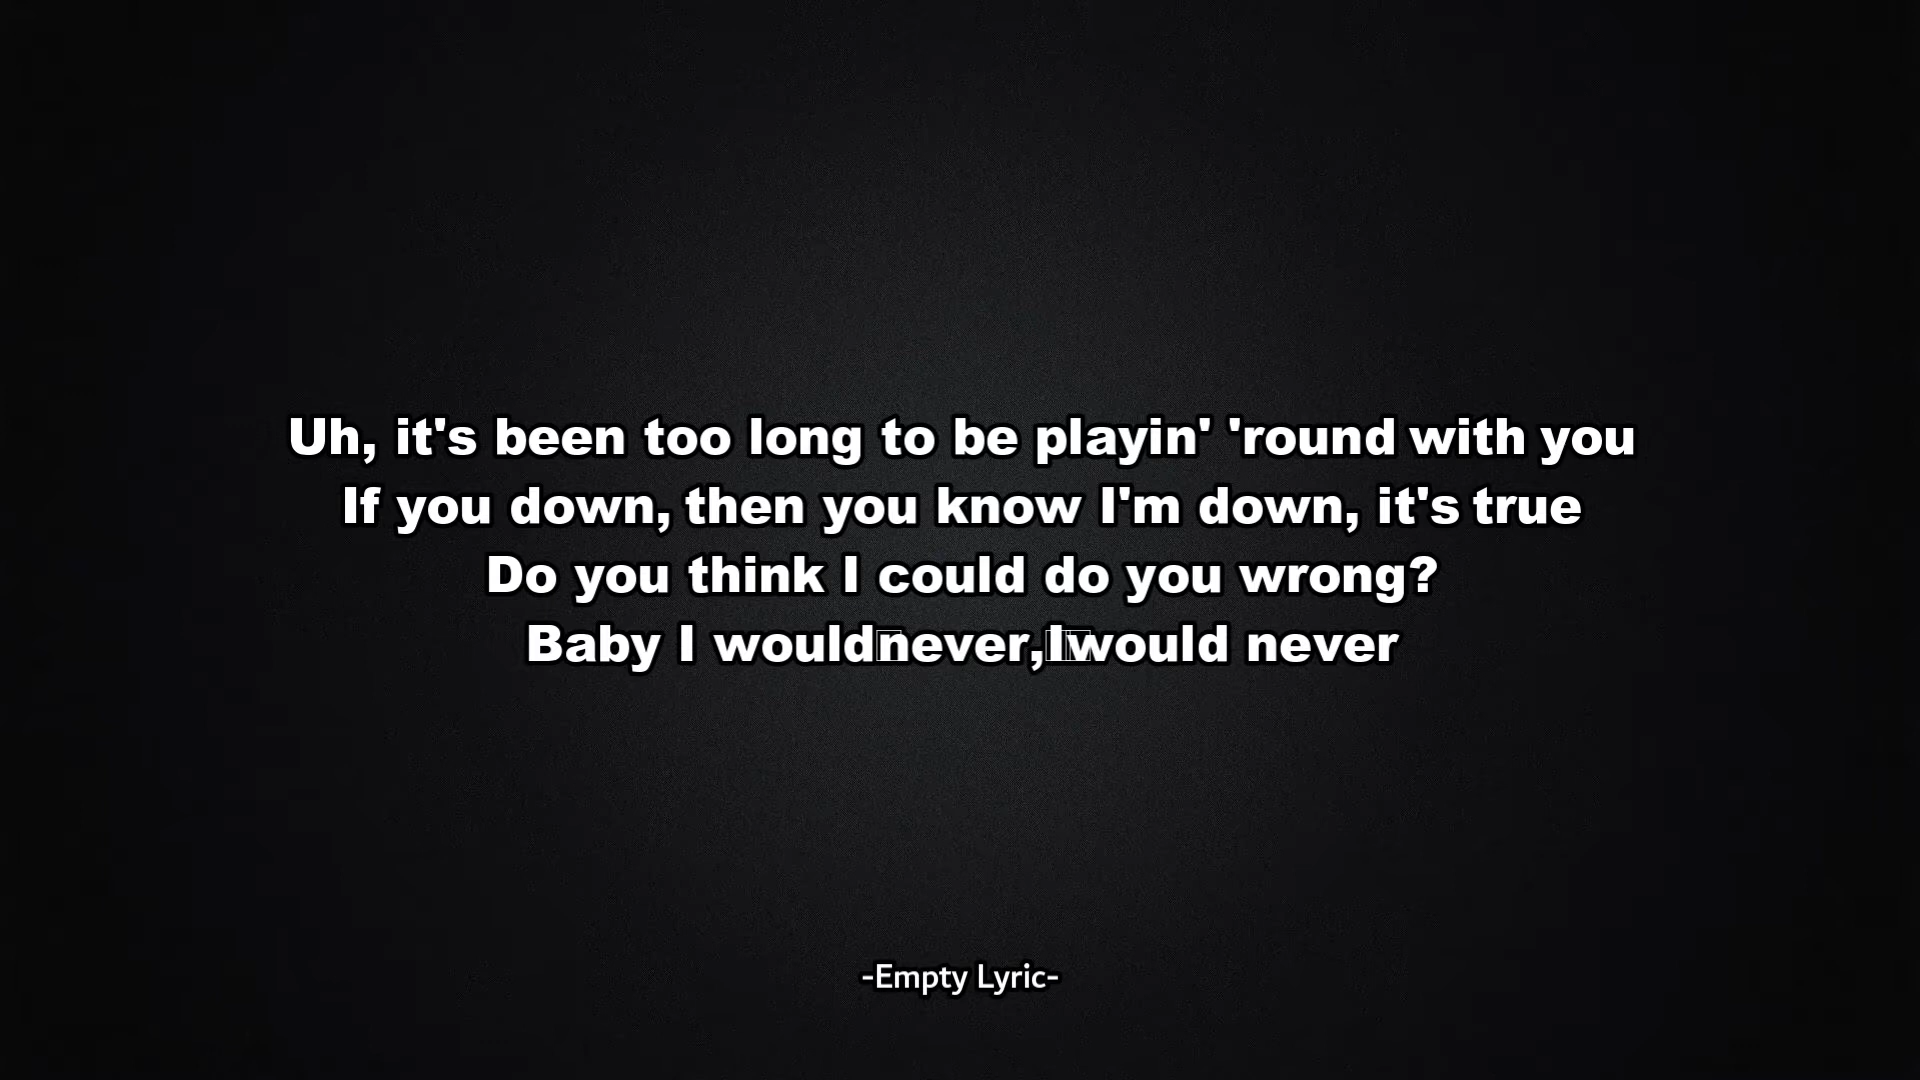 Uh, it's been too long to be playin' 'round with you
If you down, then you know I'm down, it's true
Do you think I could do you wrong?
Baby I would never, I would never
-Empty Lyric-